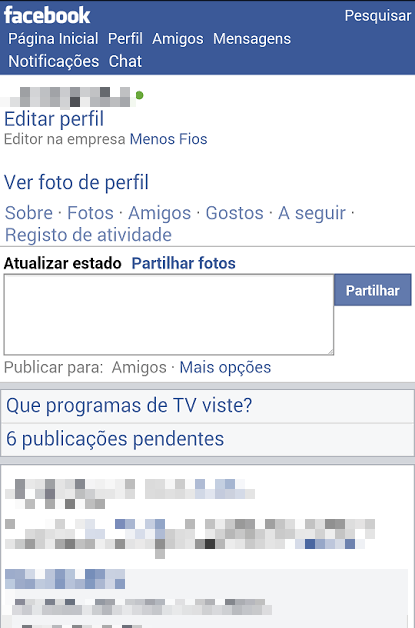 facebook Pesquisar
Página Inicial Perfil Amigos Mensagens
Notificações Chat
Editar perfil
Editor na empresa Menos Fios
Ver foto de perfil
Sobre · Fotos · Amigos · Gostos · A seguir ·
Registo de atividade
Atualizar estado Partilhar fotos
Partilhar
Publicar para: Amigos · Mais opções
Que programas de TV viste?
6 publicações pendentes